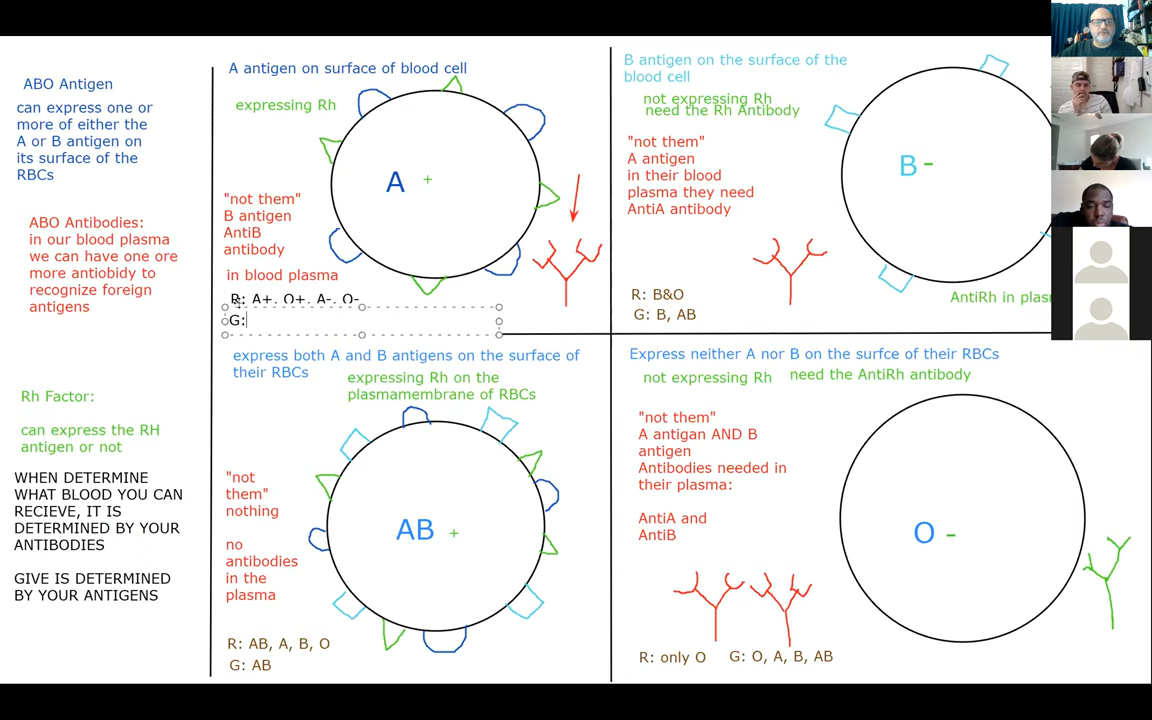 ABO Antigen
can express one or
more of either the
A or B antigen on
its surface of the
RBCs
ABO Antibodies:
in our blood plasma
we can have one ore
more antiobidy to
recognize foreign
antigens
Rh Factor:
can express the RH
antigen or not
WHEN DETERMINE
WHAT BLOOD YOU CAN
RECIEVE, IT IS
DETERMINED BY YOUR
ANTIBODIES
GIVE IS DETERMINED
BY YOUR ANTIGENS
A antigen on surface of blood cell
expressing Rh
A +
"not them"
B antigen
AntiB
antibody
in blood plasma
R: A+, O+, A-, O-
G:
B antigen on the surface of the
blood cell
not expressing Rh
need the Rh Antibody
"not them"
A antigen
in their blood
plasma they need
AntiA antibody
B -
R: B&O
G: B, AB
AntiRh in
express both A and B antigens on the surface of
their RBCs
expressing Rh on the
plasmamembrane of RBCs
"not
them"
nothing
no
antibodies
in the
plasma
AB +
R: AB, A, B, O
G: AB
Express neither A nor B on the surfce of their RBCs
not expressing Rh
need the AntiRh antibody
"not them"
A antigan AND B
antigen
Antibodies needed in
their plasma:
AntiA and
AntiB
O -
R: only O
G: O, A, B, AB